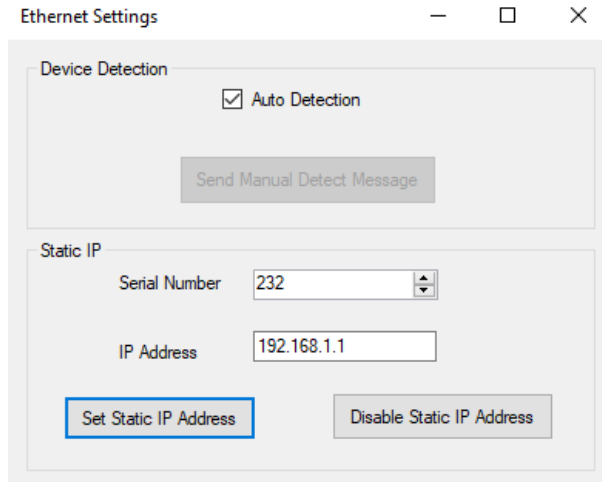 Ethernet Settings
Device Detection
Auto Detection
Send Manual Detect Message
Static IP
Serial Number 232
IP Address 192.168.1.1
Set Static IP Address Disable Static IP Address